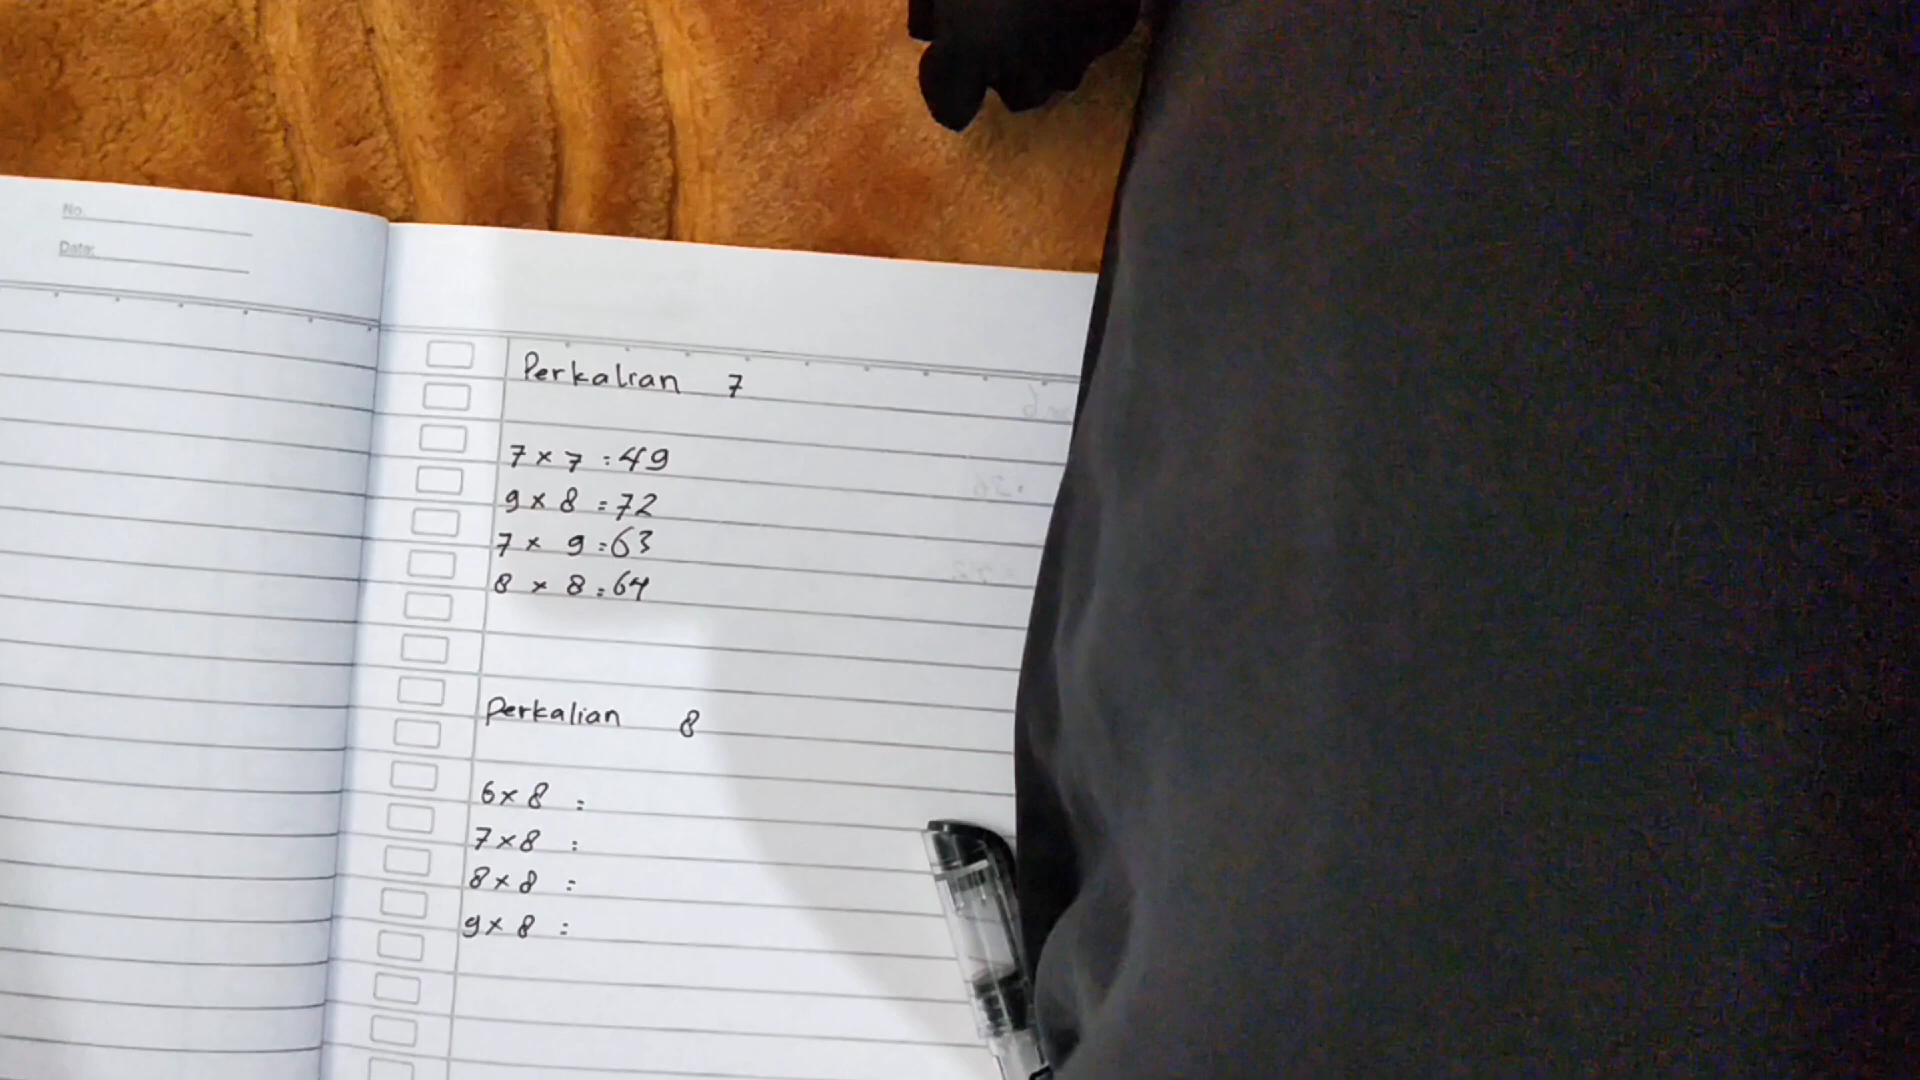 No.
Date:
Perkalian 7
7 × 7 = 49
9 × 8 = 72
7 × 9 = 63
8 × 8 = 64
Perkalian 8
6 × 8 =
7 × 8 =
8 × 8 =
9 × 8 =